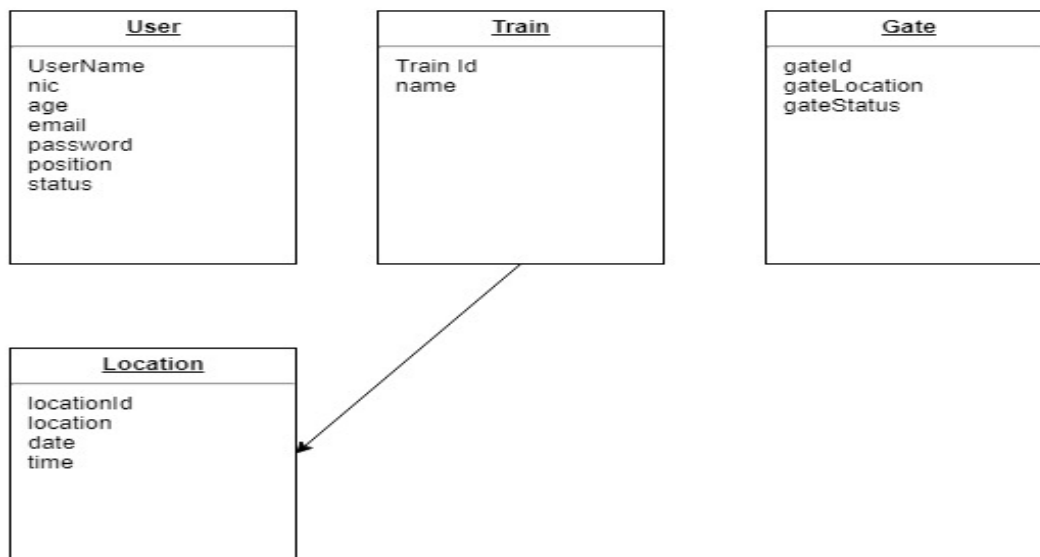 User
UserName
nic
age
email
password
position
status
Train
Train Id
name
Gate
gateId
gateLocation
gateStatus
Location
locationId
location
date
time